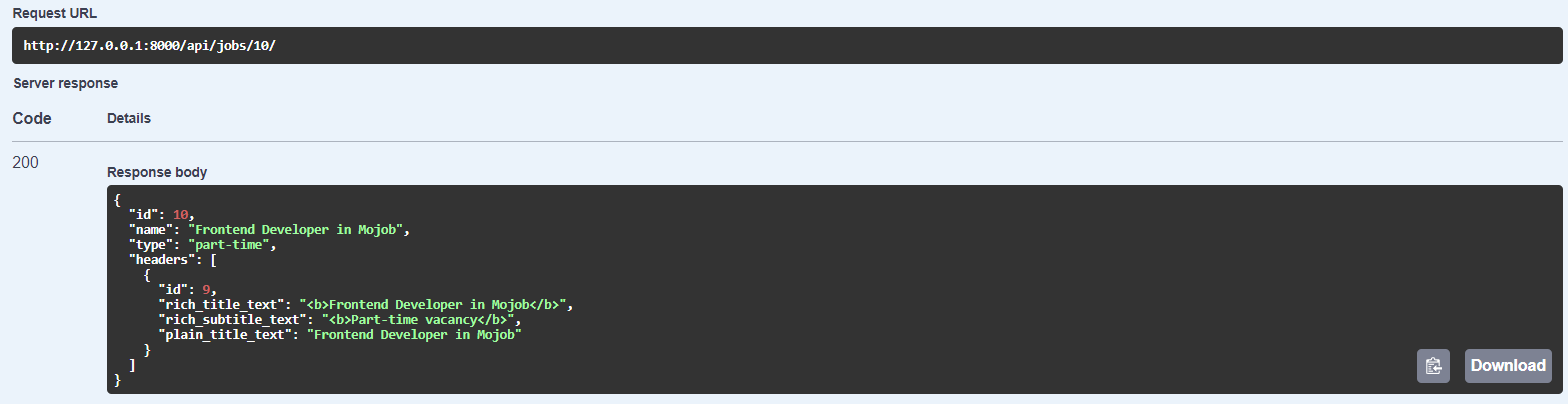 Request URL
http://127.0.0.1:8000/api/jobs/10/
Server response
Code Details
200
Response body
{
  "id": 10,
  "name": "Frontend Developer in Mojob",
  "type": "part-time",
  "headers": [
    {
      "id": 9,
      "rich_title_text": "<b>Frontend Developer in Mojob</b>",
      "rich_subtitle_text": "<b>Part-time vacancy</b>",
      "plain_title_text": "Frontend Developer in Mojob"
    }
  ]
}
Download